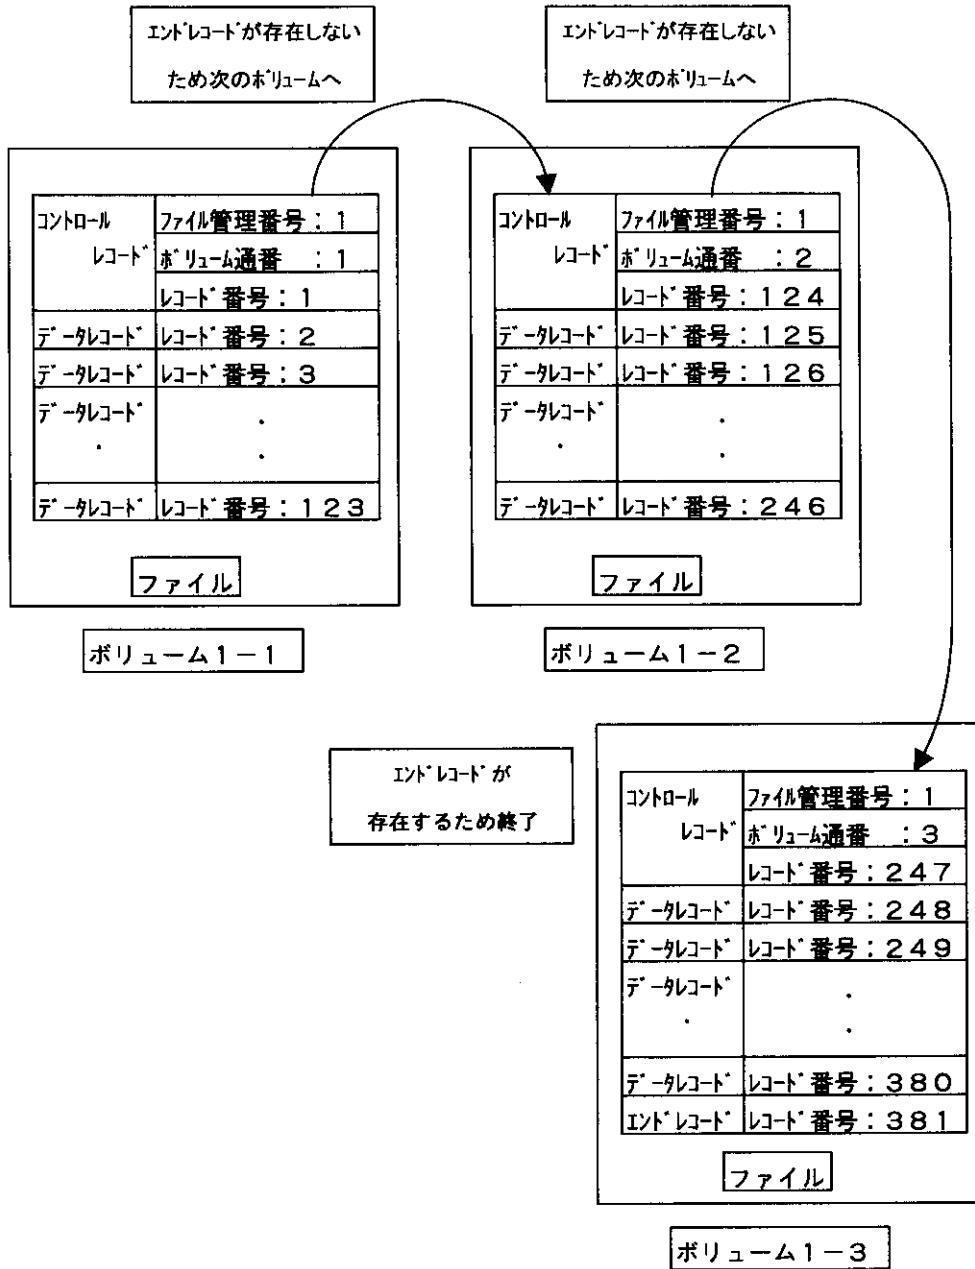 ｴﾝﾄﾞﾚｺｰﾄﾞが存在しない
ため次のﾎﾞﾘｭｰﾑへ
ｴﾝﾄﾞﾚｺｰﾄﾞが存在しない
ため次のﾎﾞﾘｭｰﾑへ
ｺﾝﾄﾛｰﾙ ﾌｧｲﾙ管理番号：１
ﾚｺｰﾄﾞ ﾎﾞﾘｭｰﾑ通番 ：１
ﾚｺｰﾄﾞ番号：１
ﾃﾞｰﾀﾚｺｰﾄﾞ ﾚｺｰﾄﾞ番号：２
ﾃﾞｰﾀﾚｺｰﾄﾞ ﾚｺｰﾄﾞ番号：３
ﾃﾞｰﾀﾚｺｰﾄﾞ ・
・ ・
ﾃﾞｰﾀﾚｺｰﾄﾞ ﾚｺｰﾄﾞ番号：１２３
ファイル
ボリューム１－１
ｺﾝﾄﾛｰﾙ ﾌｧｲﾙ管理番号：１
ﾚｺｰﾄﾞ ﾎﾞﾘｭｰﾑ通番 ：２
ﾚｺｰﾄﾞ番号：１２４
ﾃﾞｰﾀﾚｺｰﾄﾞ ﾚｺｰﾄﾞ番号：１２５
ﾃﾞｰﾀﾚｺｰﾄﾞ ﾚｺｰﾄﾞ番号：１２６
ﾃﾞｰﾀﾚｺｰﾄﾞ ・
・ ・
ﾃﾞｰﾀﾚｺｰﾄﾞ ﾚｺｰﾄﾞ番号：２４６
ファイル
ボリューム１－２
ｴﾝﾄﾞﾚｺｰﾄﾞが
存在するため終了
ｺﾝﾄﾛｰﾙ ﾌｧｲﾙ管理番号：１
ﾚｺｰﾄﾞ ﾎﾞﾘｭｰﾑ通番 ：３
ﾚｺｰﾄﾞ番号：２４７
ﾃﾞｰﾀﾚｺｰﾄﾞ ﾚｺｰﾄﾞ番号：２４８
ﾃﾞｰﾀﾚｺｰﾄﾞ ﾚｺｰﾄﾞ番号：２４９
ﾃﾞｰﾀﾚｺｰﾄﾞ ・
・ ・
ﾃﾞｰﾀﾚｺｰﾄﾞ ﾚｺｰﾄﾞ番号：３８０
ｴﾝﾄﾞﾚｺｰﾄﾞ ﾚｺｰﾄﾞ番号：３８１
ファイル
ボリューム１－３